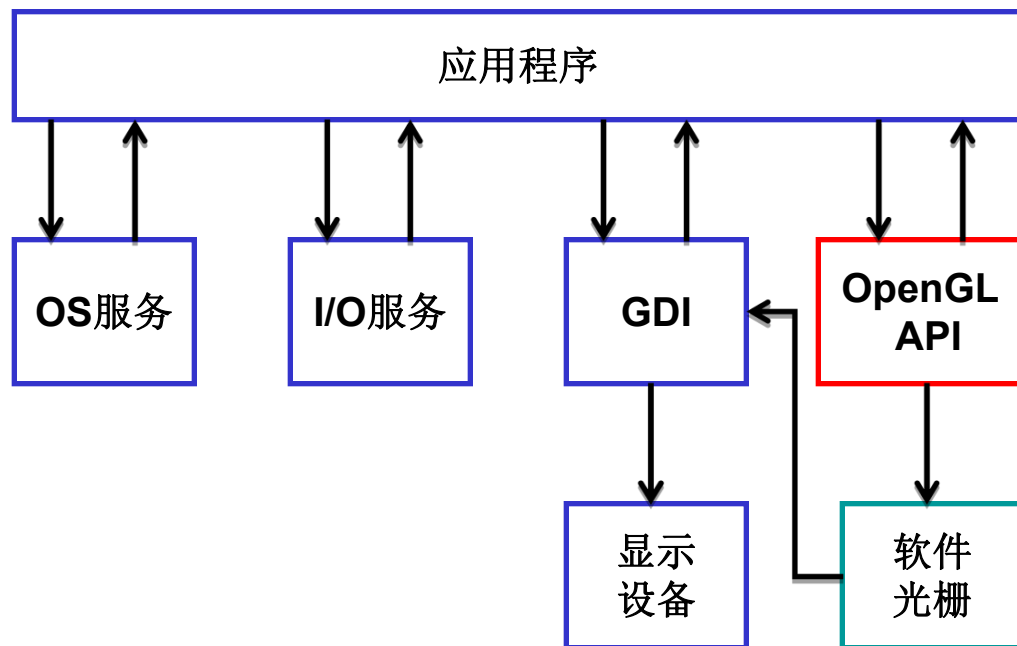 应用程序
OS服务
I/O服务
GDI
OpenGL
API
显示
设备
软件
光栅